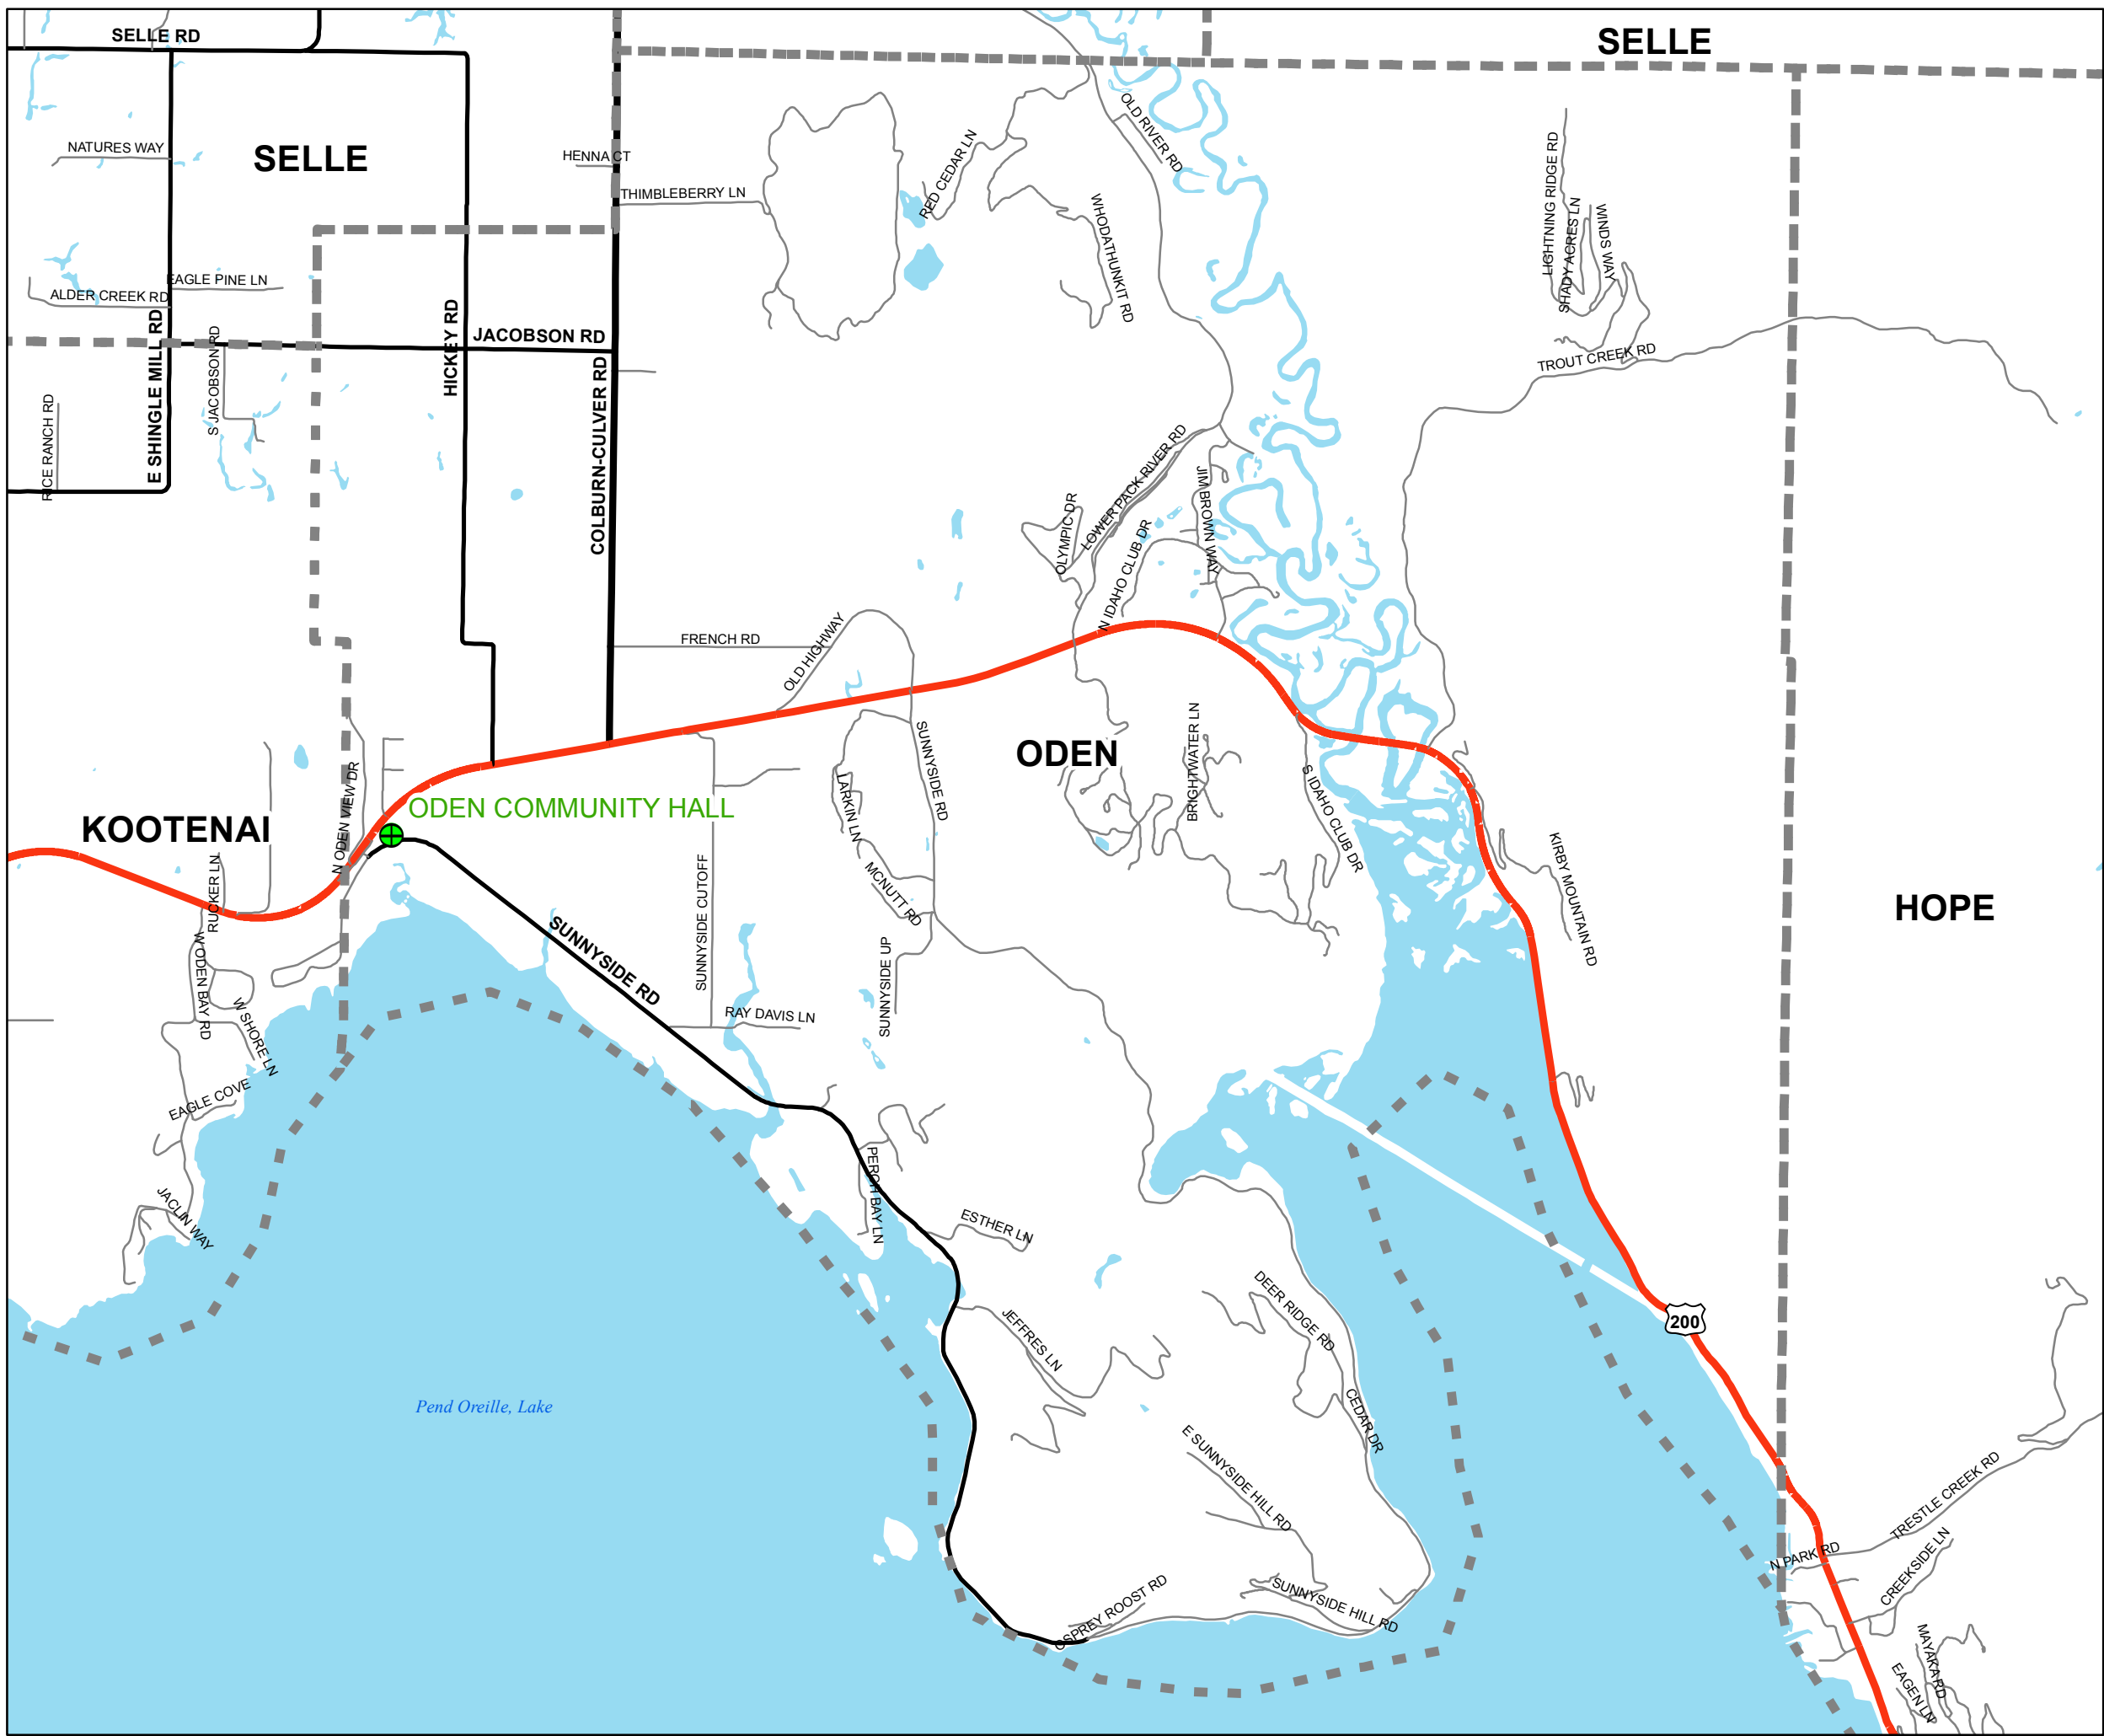 SELLE RD
SELLE
NATURES WAY
SELLE
HENNA CT
THIMBLEBERRY LN
RED CEDAR LN
OLD RIVER RD
WHODATHUNKIT RD
LIGHTNING RIDGE RD
SHADY ACRES LN
WINDS WAY
EAGLE PINE LN
ALDER CREEK RD
E SHINGLE MILL RD
S JACOBSON RD
HICKEY RD
JACOBSON RD
COLBURN-CULVER RD
TROUT CREEK RD
RICE RANCH RD
OLYMPIC DR
LOWER PACK RIVER RD
N IDAHO CLUB DR
JIM BROWN WAY
FRENCH RD
OLD HIGHWAY
SUNNYSIDE RD
ODEN
BRIGHTWATER LN
S IDAHO CLUB DR
N ODEN VIEW DR
ODEN COMMUNITY HALL
KOOTENAI
LARKIN LN
MCNUTT RD
KIRBY MOUNTAIN RD
HOPE
RUCKER LN
W ODEN BAY RD
W SHORE LN
SUNNYSIDE RD
SUNNYSIDE CUTOFF
SUNNYSIDE UP
RAY DAVIS LN
EAGLE COVE
JACLIN WAY
PERCH BAY LN
ESTHER LN
DEER RIDGE RD
JEFFRES LN
200
CEDAR DR
Pend Oreille, Lake
E SUNNYSIDE HILL RD
SUNNYSIDE HILL RD
OSPREY ROOST RD
TRESTLE CREEK RD
N PARK RD
CREEKSIDE LN
MAYAKA RD
EAGEN LN